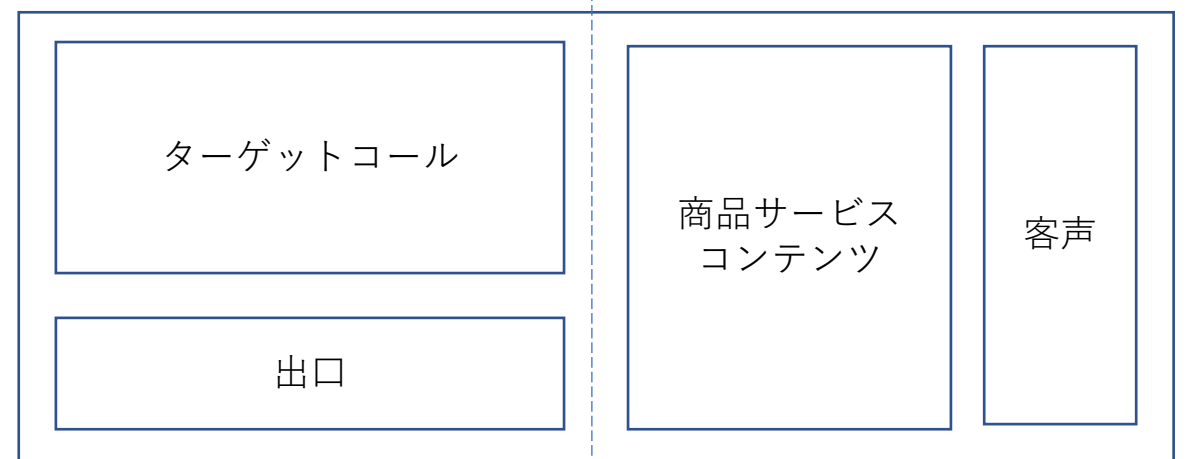 ターゲットコール
出口
商品サービス
コンテンツ
客声